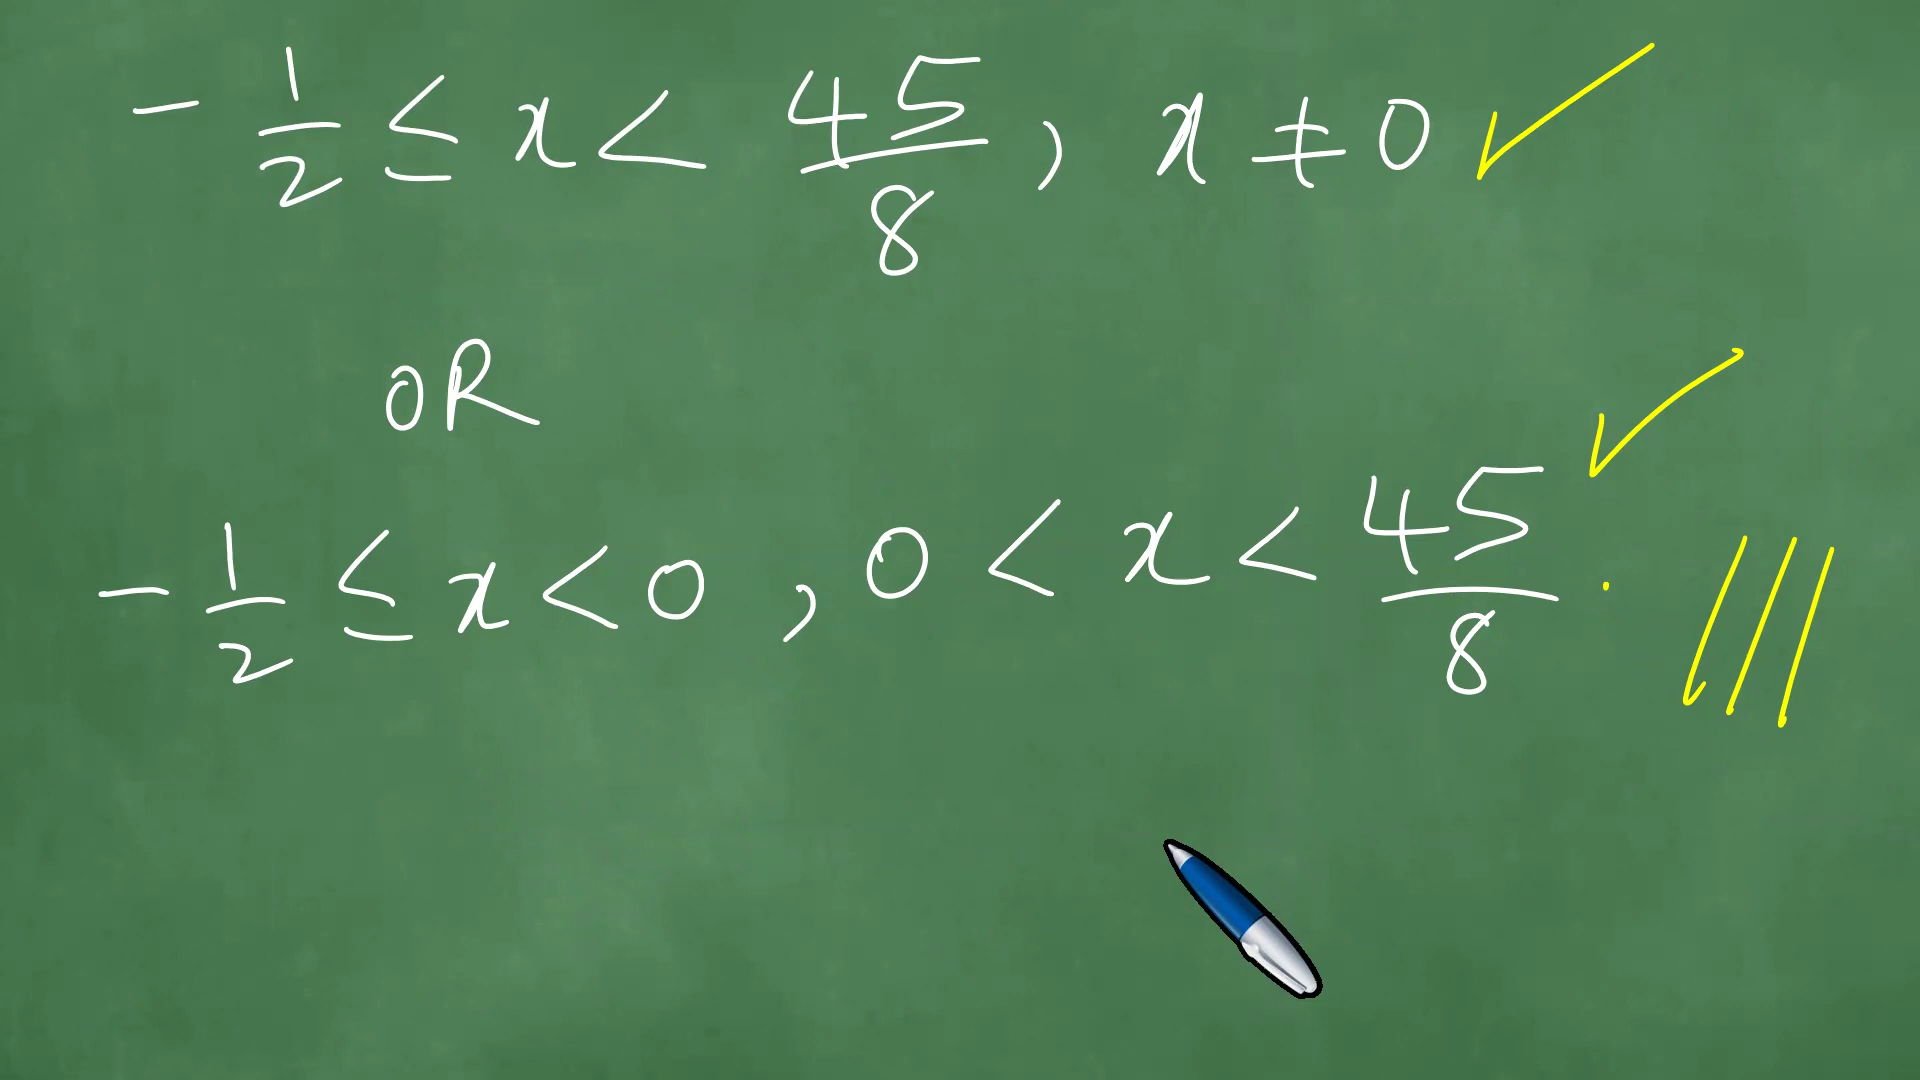 -1/2 ≤ x < 45/8, x ≠ 0
OR
-1/2 ≤ x < 0, 0 < x < 45/8.